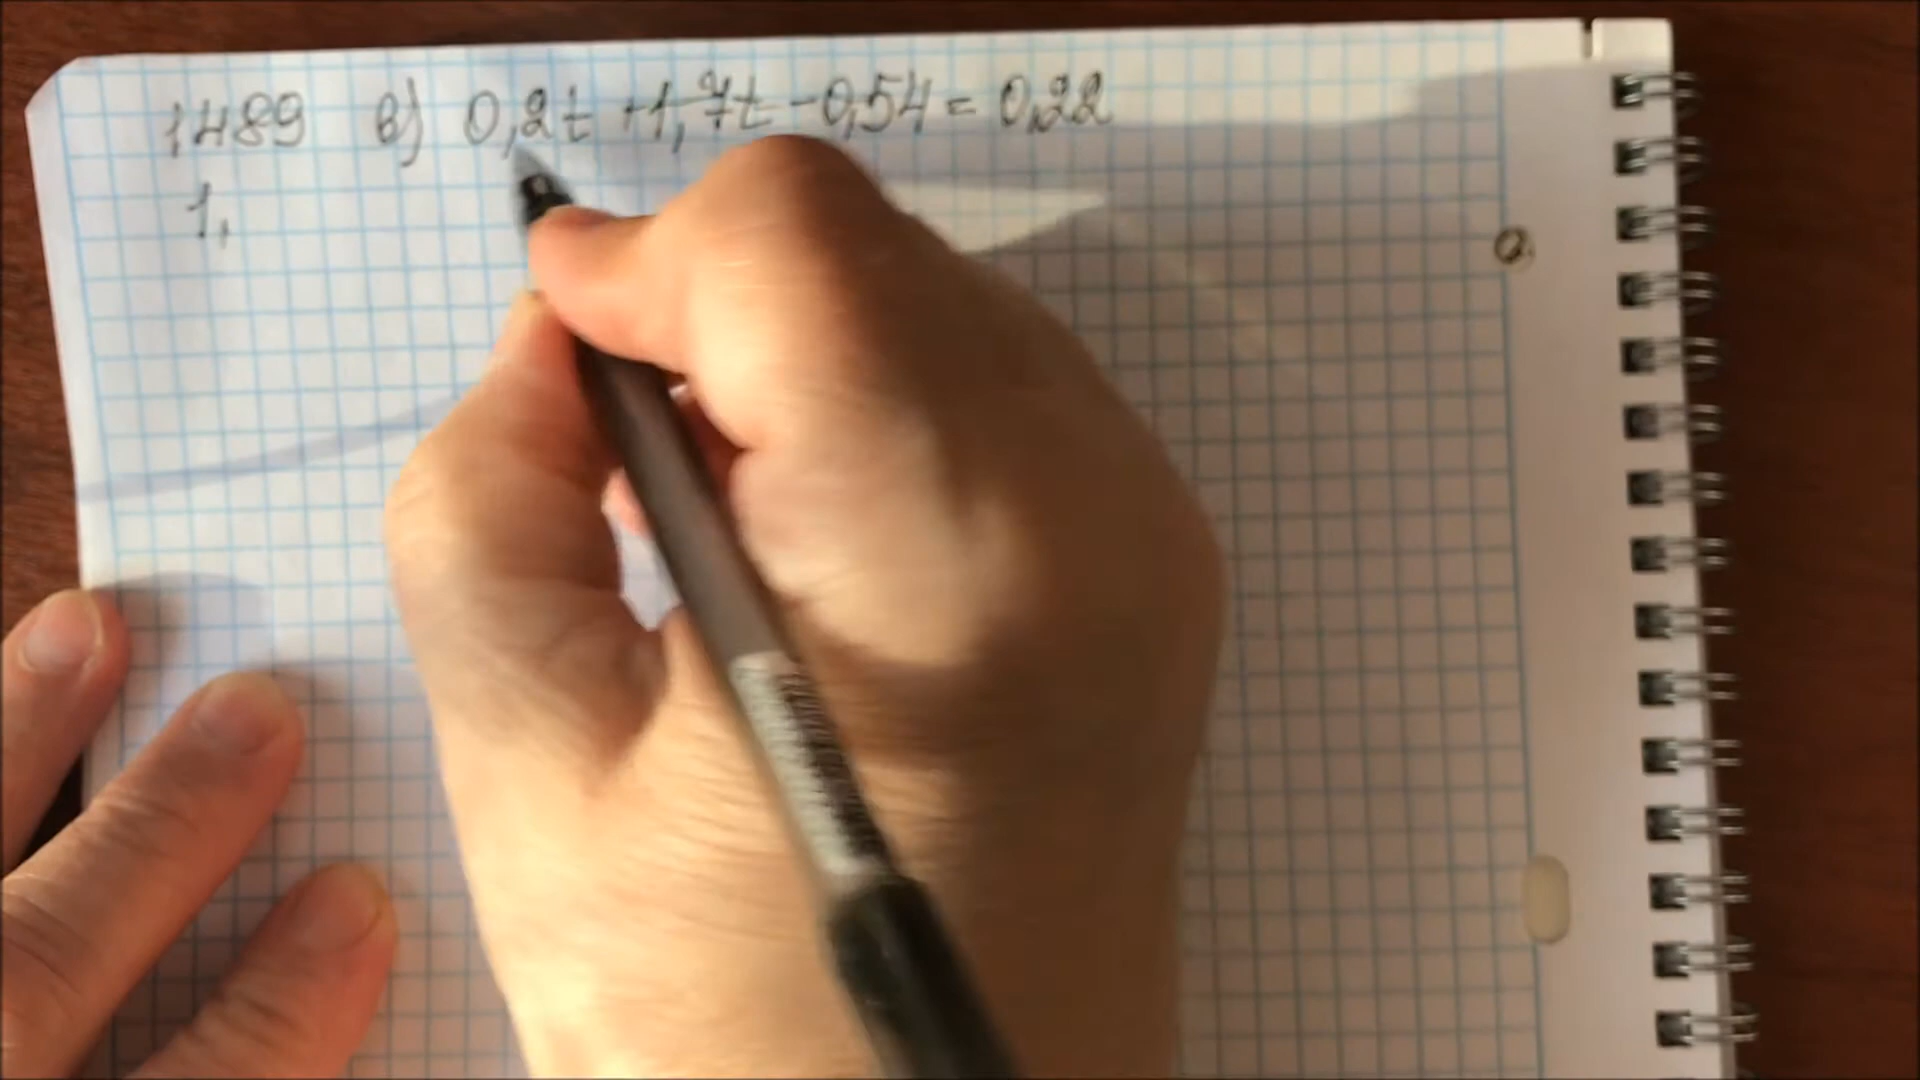 1489 в) 0,2t +1,7t - 0,54 = 0,22
1,